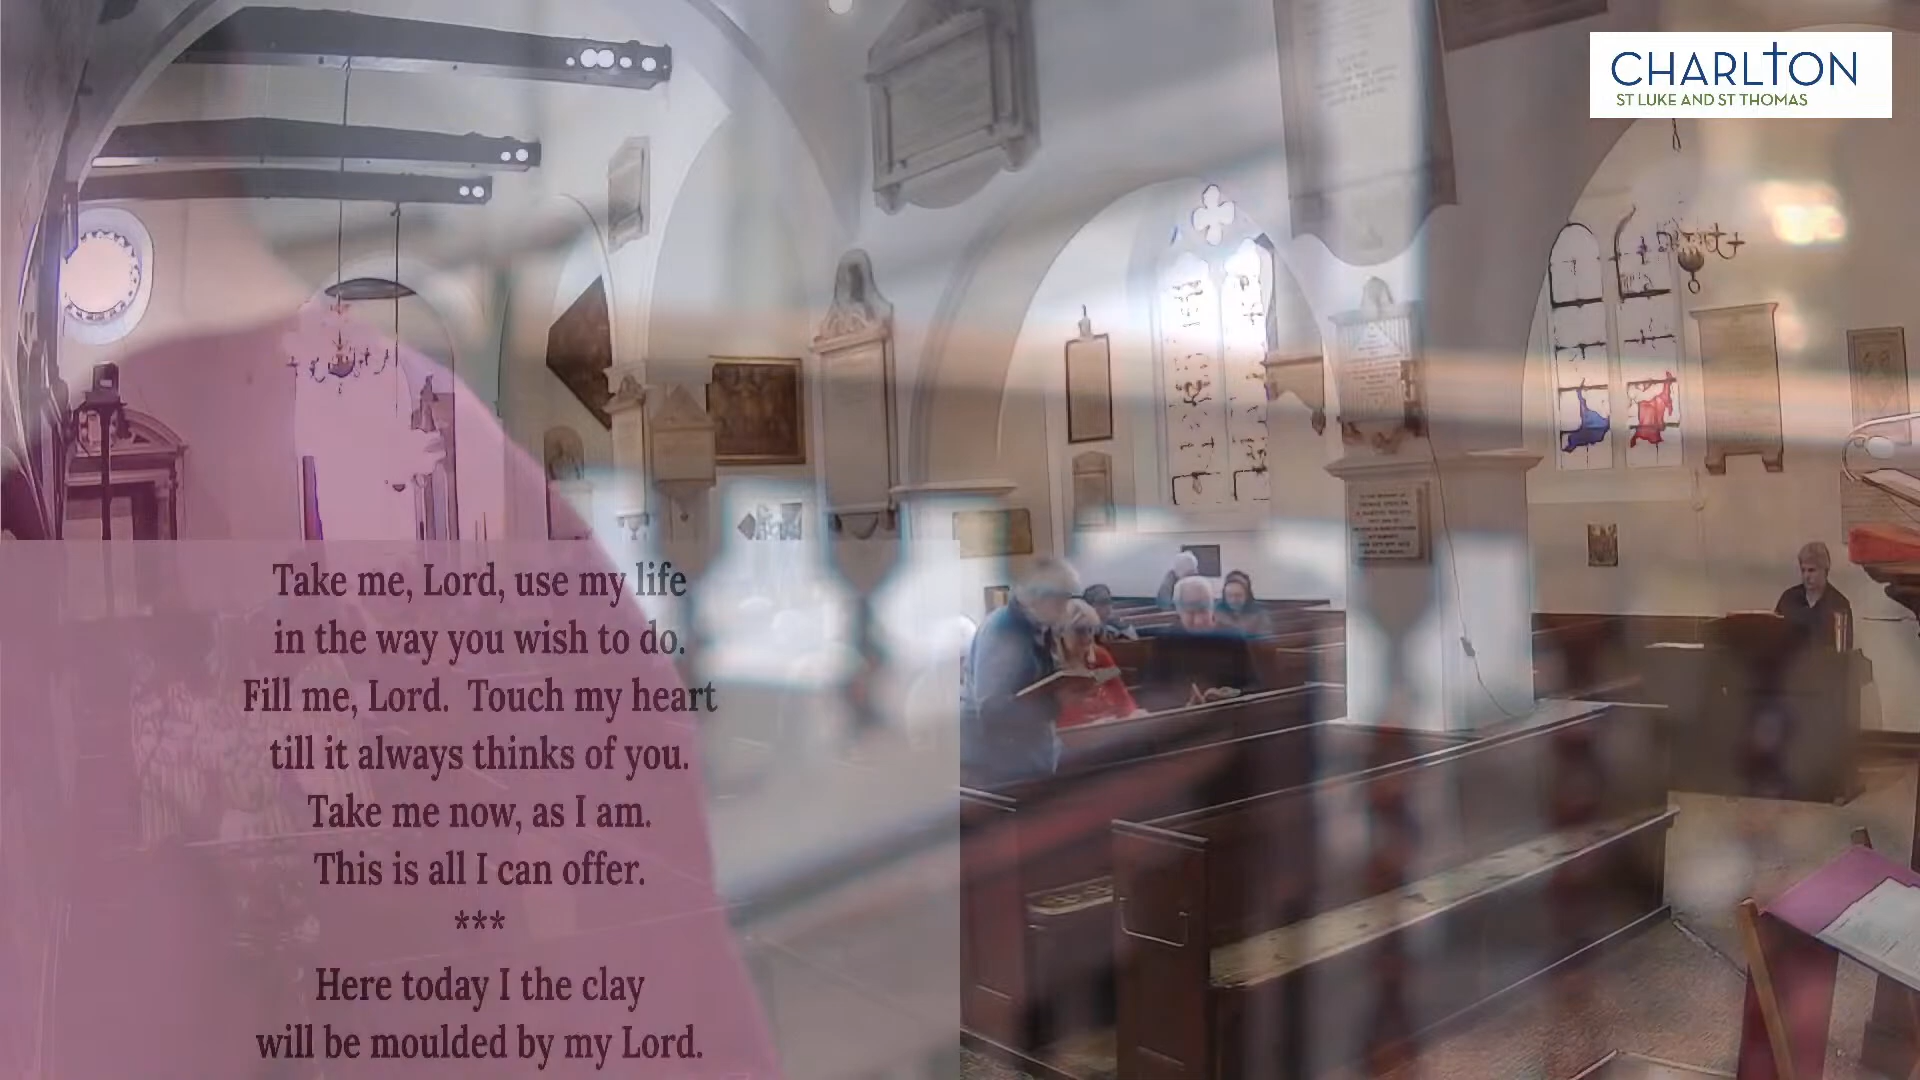 CHARLTON
ST LUKE AND ST THOMAS
Take me, Lord, use my life
in the way you wish to do.
Fill me, Lord.  Touch my heart
till it always thinks of you.
Take me now, as I am.
This is all I can offer.
***
Here today I the clay
will be moulded by my Lord.